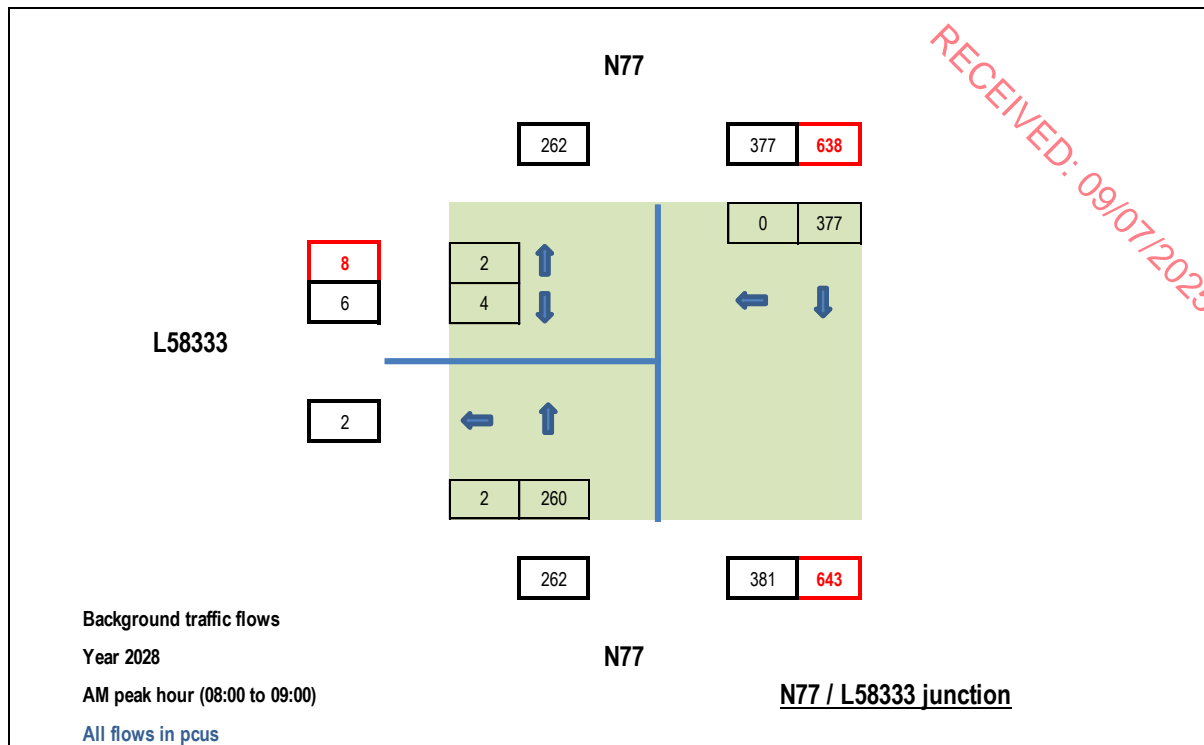 N77
RECEIVED: 09/07/2025
262
377 638
0 377
8 2
6 4
L58333
2
2 260
262
381 643
Background traffic flows
Year 2028
N77
AM peak hour (08:00 to 09:00)
N77 / L58333 junction
All flows in pcus